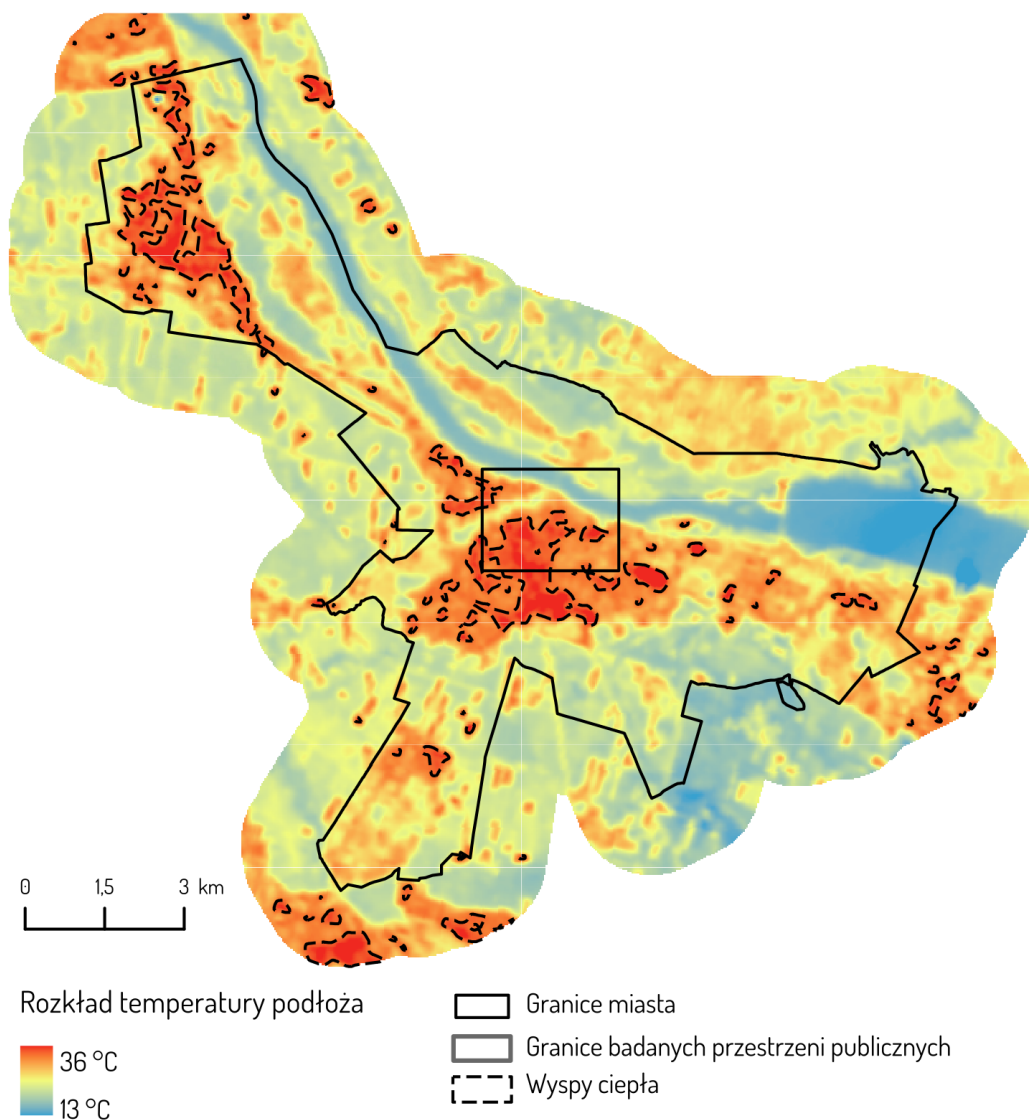 0 1,5 3 km
Rozkład temperatury podłoża
36 °C
13 °C
Granice miasta
Granice badanych przestrzeni publicznych
Wyspy ciepła